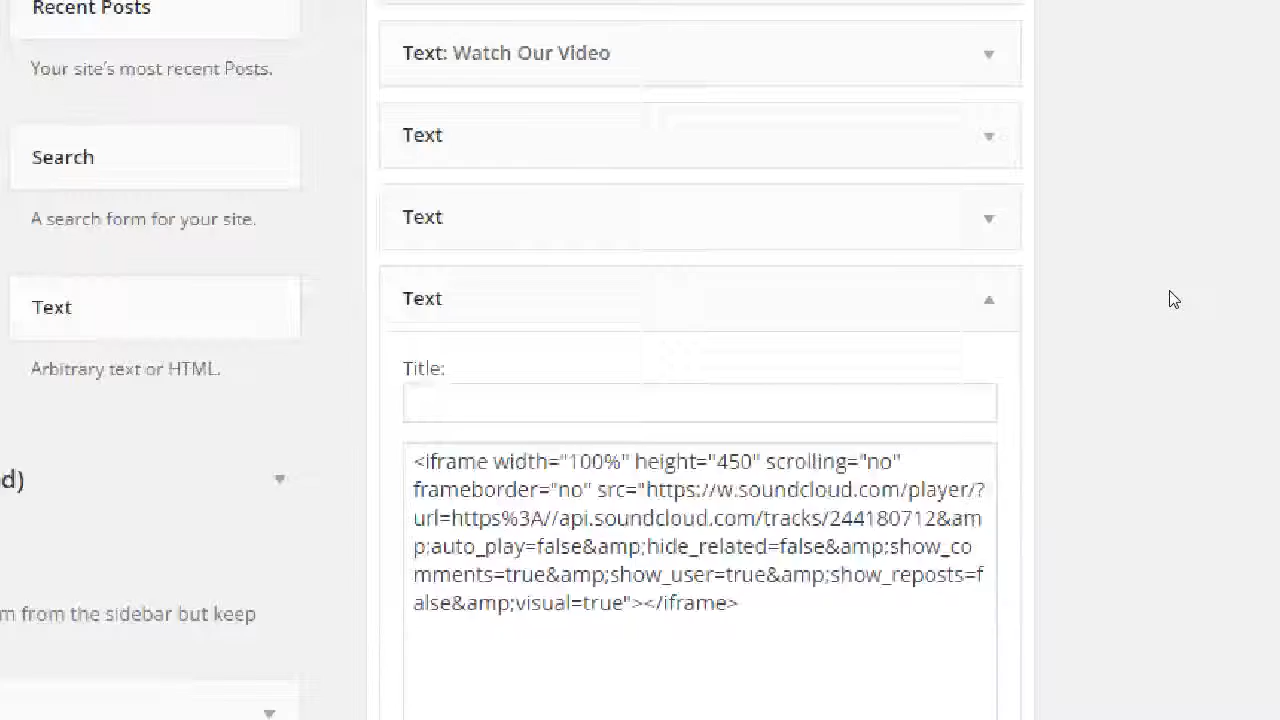 Recent Posts
Your site's most recent Posts.
Search
A search form for your site.
Text
Arbitrary text or HTML.
d)
m from the sidebar but keep
Text: Watch Our Video
Text
Text
Text
Title:
<iframe width="100%" height="450" scrolling="no"
frameborder="no" src="https://w.soundcloud.com/player/?
url=https%3A//api.soundcloud.com/tracks/244180712&am
p;auto_play=false&amp;hide_related=false&amp;show_co
mments=true&amp;show_user=true&amp;show_reposts=f
alse&amp;visual=true"></iframe>